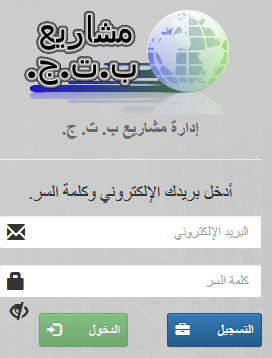 مشاريع
ب.ت.ج.
إدارة مشاريع ب. ت. ج.
أدخل بريدك الإلكتروني وكلمة السر.
البريد الإلكتروني
كلمة السر
التسجيل
الدخول